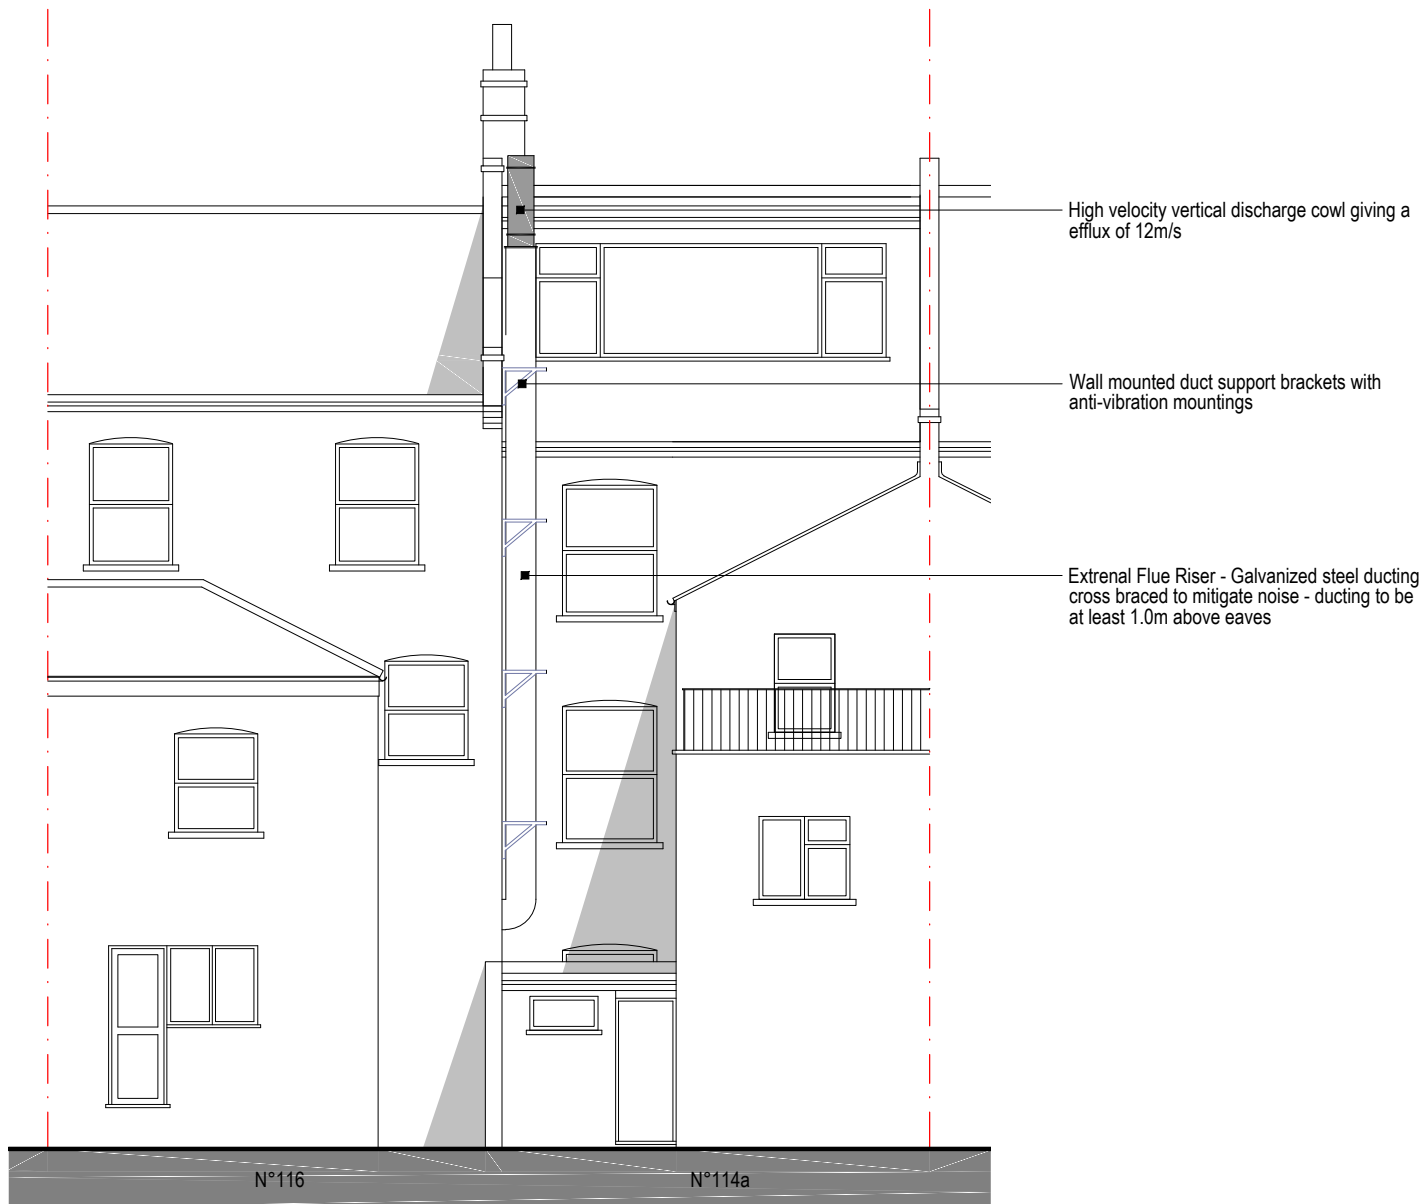 High velocity vertical discharge cowl giving a
efflux of 12m/s
Wall mounted duct support brackets with
anti-vibration mountings
Extrenal Flue Riser - Galvanized steel ducting
cross braced to mitigate noise - ducting to be
at least 1.0m above eaves
N°116
N°114a